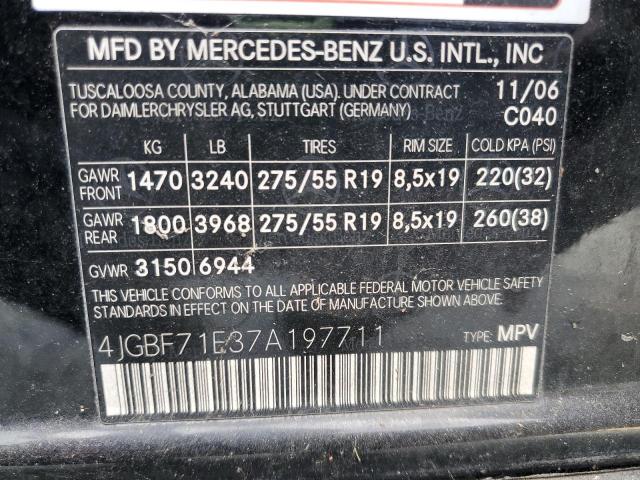 MFD BY MERCEDES-BENZ U.S. INTL., INC
TUSCALOOSA COUNTY, ALABAMA (USA). UNDER CONTRACT 11/06
FOR DAIMLERCHRYSLER AG, STUTTGART (GERMANY) C040
KG LB TIRES RIM SIZE COLD KPA (PSI)
GAWR FRONT 1470 3240 275/55 R19 8,5x19 220(32)
GAWR REAR 1800 3968 275/55 R19 8,5x19 260(38)
GVWR 3150 6944
THIS VEHICLE CONFORMS TO ALL APPLICABLE FEDERAL MOTOR VEHICLE SAFETY
STANDARDS IN EFFECT ON THE DATE OF MANUFACTURE SHOWN ABOVE.
4JGBF71E37A197711 TYPE: MPV